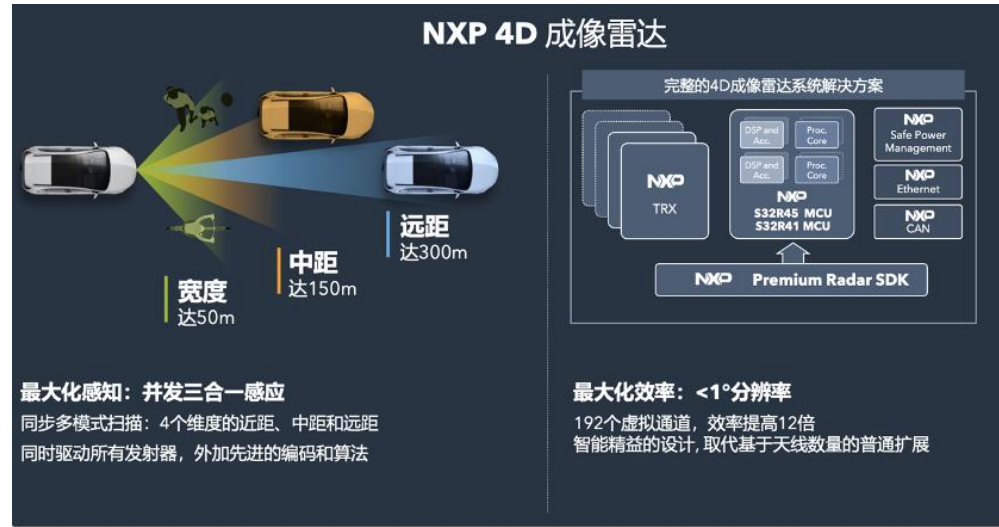 NXP 4D 成像雷达
宽度
达50m
中距
达150m
远距
达300m
最大化感知：并发三合一感应
同步多模式扫描：4个维度的近距、中距和远距
同时驱动所有发射器，外加先进的编码和算法
完整的4D成像雷达系统解决方案
NXP
TRX
DSP and
Acc.
Proc.
Core
DSP and
Acc.
Proc.
Core
NXP
S32R45 MCU
S32R41 MCU
NXP
Safe Power
Management
NXP
Ethernet
NXP
CAN
NXP Premium Radar SDK
最大化效率：<1°分辨率
192个虚拟通道，效率提高12倍
智能精益的设计, 取代基于天线数量的普通扩展